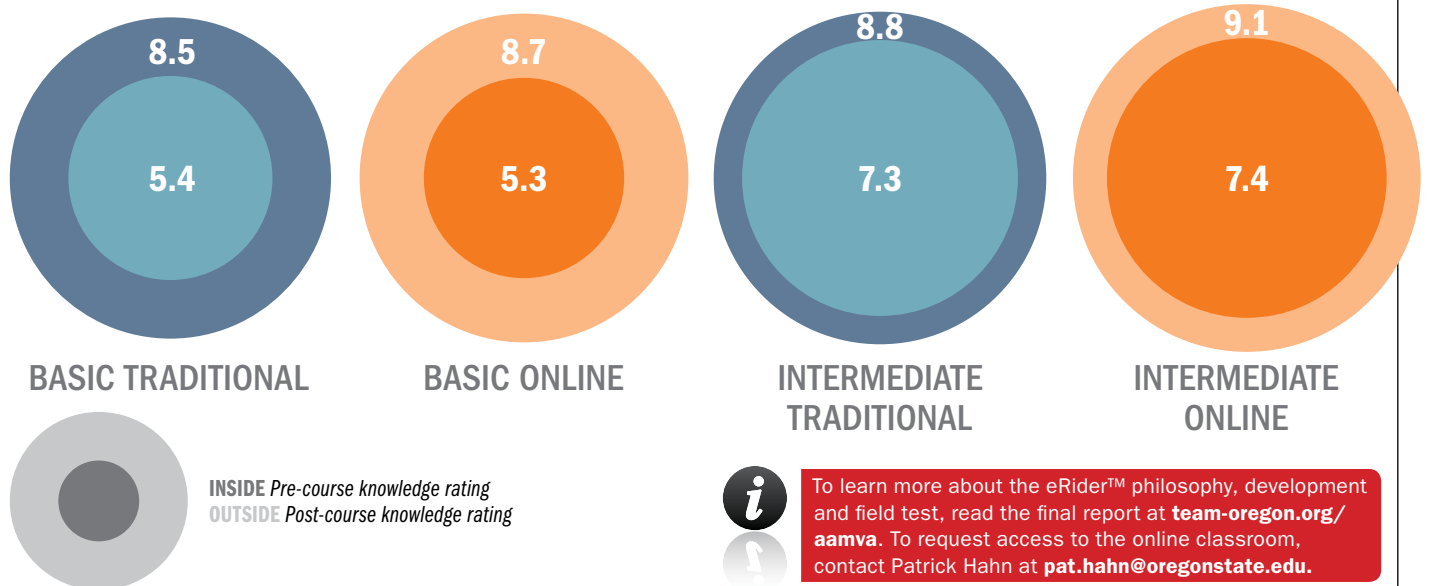 8.5
5.4
BASIC TRADITIONAL
8.7
5.3
BASIC ONLINE
8.8
7.3
INTERMEDIATE
TRADITIONAL
9.1
7.4
INTERMEDIATE
ONLINE
INSIDE Pre-course knowledge rating
OUTSIDE Post-course knowledge rating
i
To learn more about the eRider™ philosophy, development
and field test, read the final report at team-oregon.org/
aamva. To request access to the online classroom,
contact Patrick Hahn at pat.hahn@oregonstate.edu.